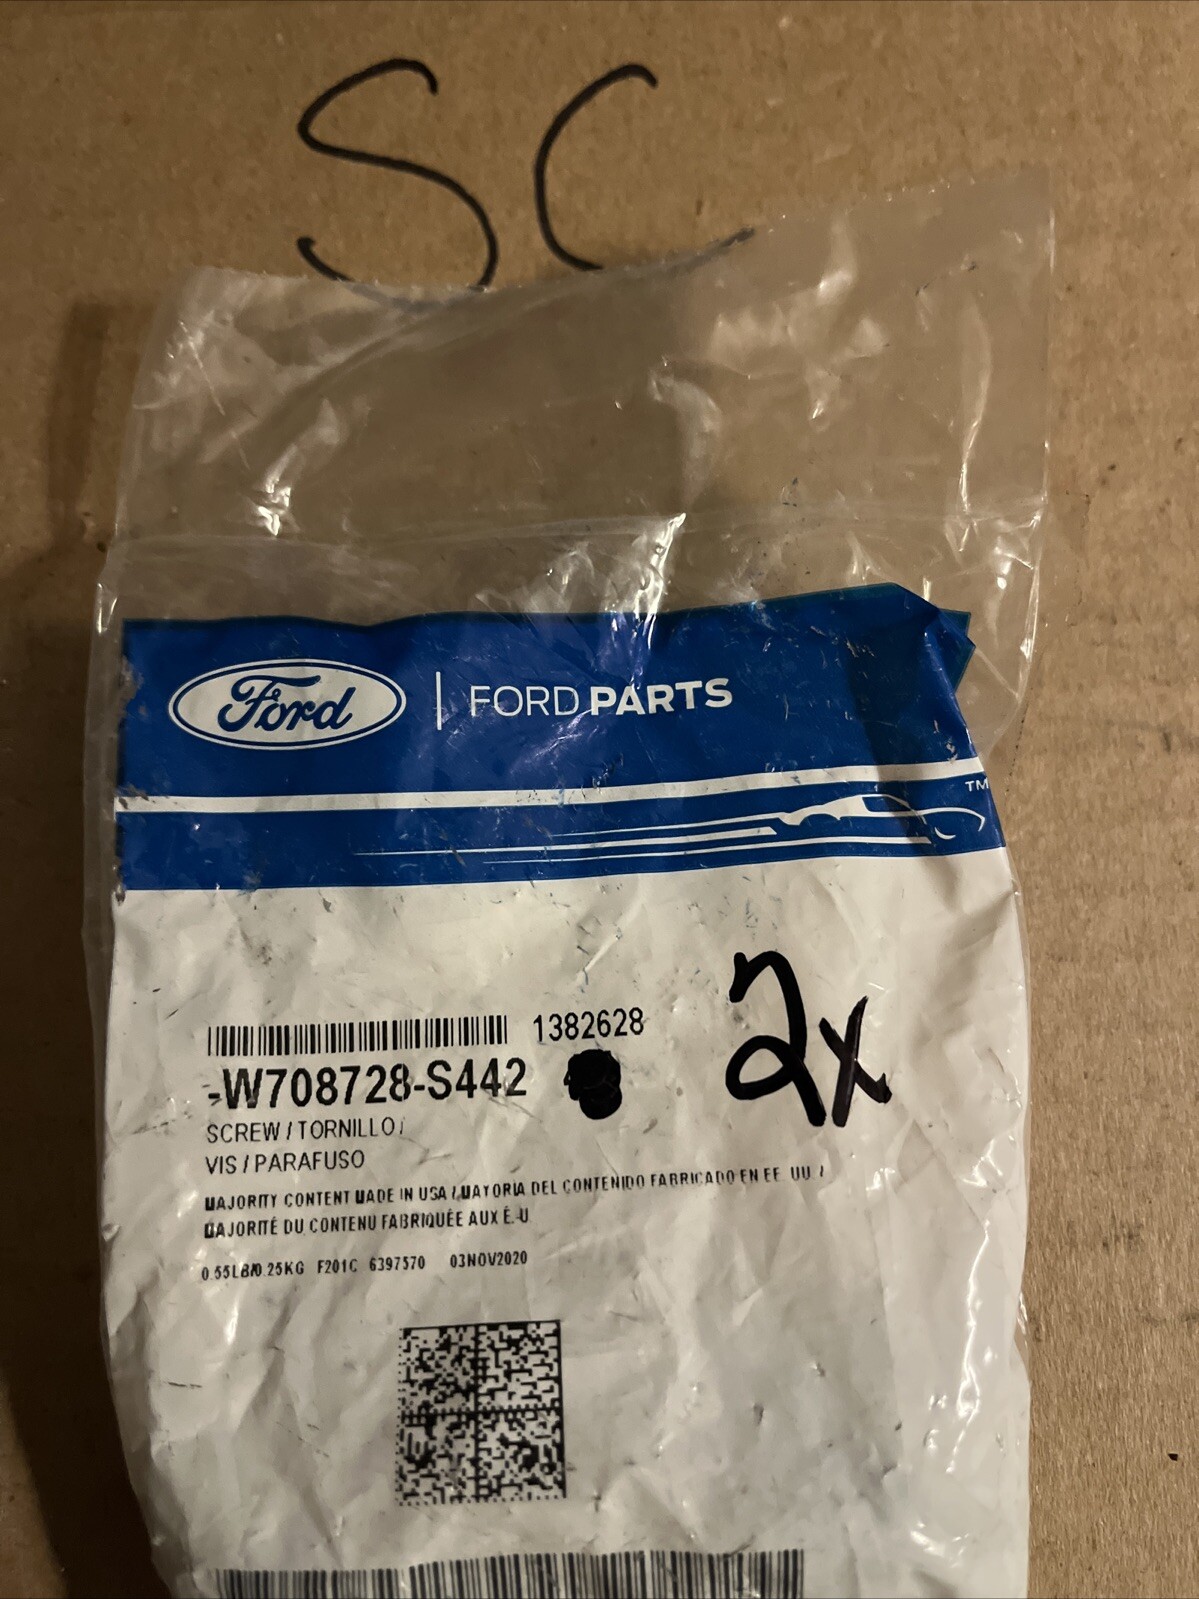 SC
Ford | FORD PARTS
TM
1382628
-W708728-S442
2x
SCREW / TORNILLO /
VIS / PARAFUSO
MAJORITY CONTENT MADE IN USA / MAYORIA DEL CONTENIDO FABRICADO EN EE. UU. /
MAJORITÉ DU CONTENU FABRIQUÉE AUX É.-U.
0.55LB/0.25KG F201C 6397570 03NOV2020